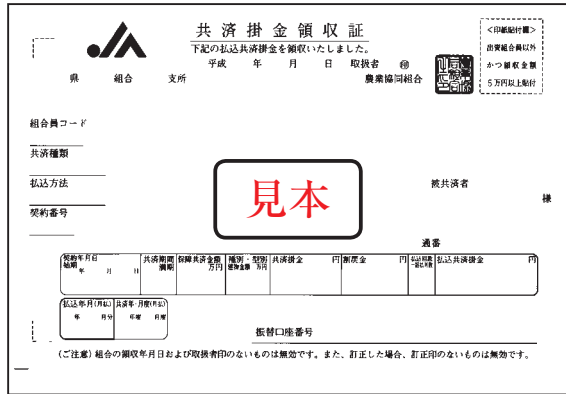 共済掛金領収証
下記の払込共済掛金を領収いたしました。
平成　年　月　日　取扱者　㊞
県　組合　支所　農業協同組合
<印紙貼付欄>
出資組合員以外
かつ領収金額
5万円以上貼付
組合員コード
共済種類
払込方法
契約番号
見本
被共済者
様
通番
契約年月日
始期
年　月　日
共済期間
満期
保障共済金額
万円
種別・型別
万円
共済掛金　円
割戻金　円
払込共済掛金　円
払込年月(月払)
年　月分
共済年・月度(月払)
年度　月度
振替口座番号
(ご注意) 組合の領収年月日および取扱者印のないものは無効です。また、訂正した場合、訂正印のないものは無効です。